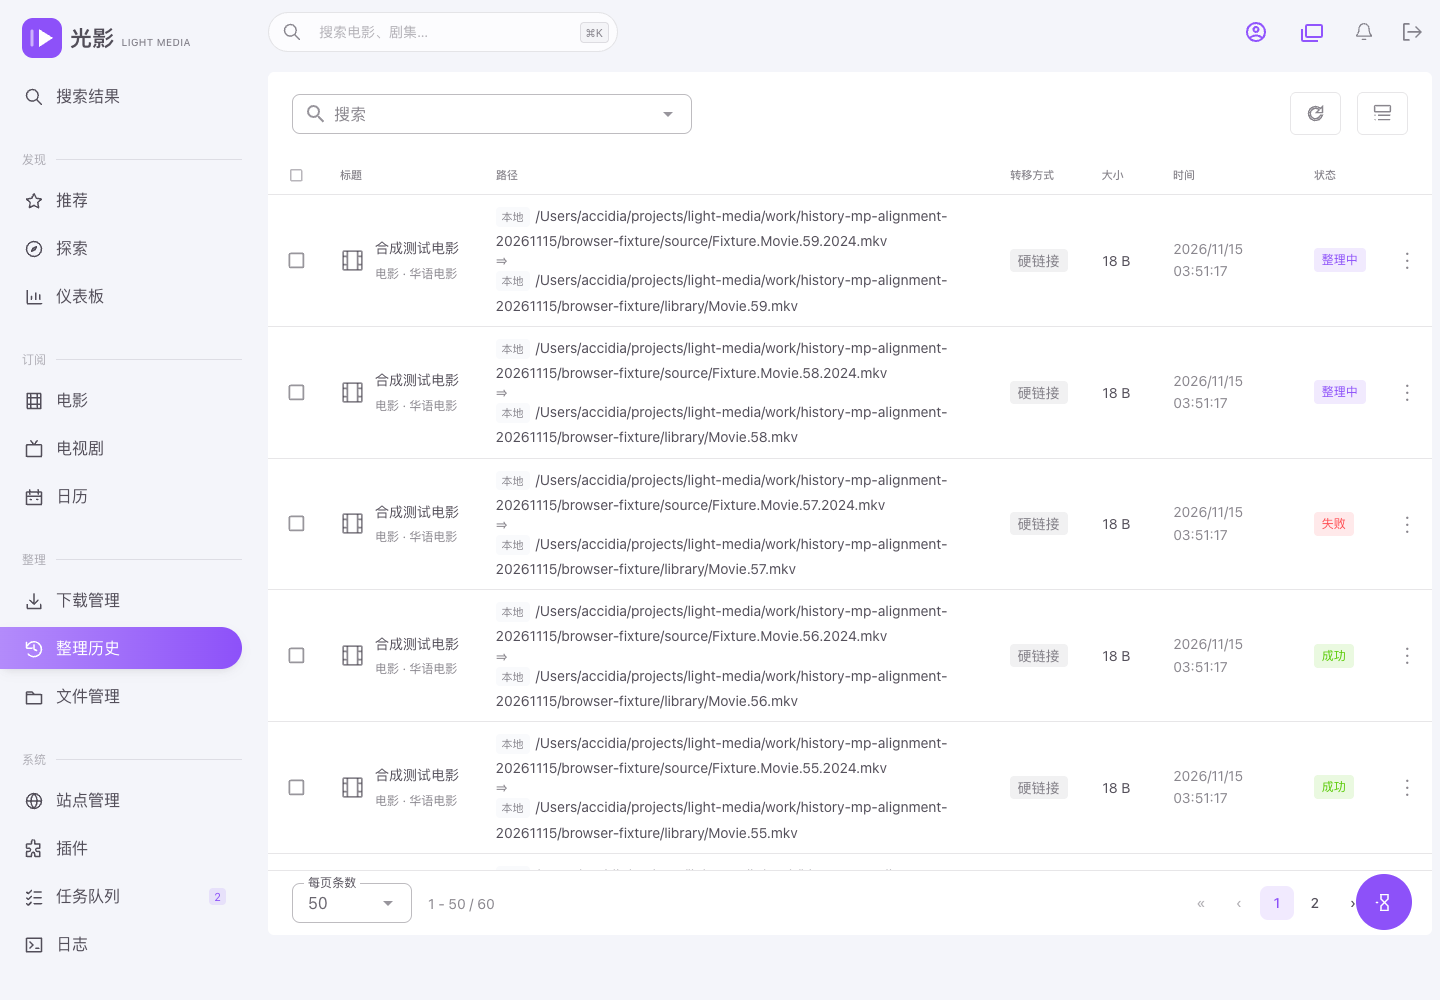 光影 LIGHT MEDIA
搜索电影、剧集... ⌘K
搜索结果
发现
推荐
探索
仪表板
订阅
电影
电视剧
日历
整理
下载管理
整理历史
文件管理
系统
站点管理
插件
任务队列 2
日志
搜索
标题 路径 转移方式 大小 时间 状态
合成测试电影
电影 · 华语电影
本地 /Users/accidia/projects/light-media/work/history-mp-alignment-
20261115/browser-fixture/source/Fixture.Movie.59.2024.mkv
⇒
本地 /Users/accidia/projects/light-media/work/history-mp-alignment-
20261115/browser-fixture/library/Movie.59.mkv
硬链接 18 B
2026/11/15
03:51:17
整理中
合成测试电影
电影 · 华语电影
本地 /Users/accidia/projects/light-media/work/history-mp-alignment-
20261115/browser-fixture/source/Fixture.Movie.58.2024.mkv
⇒
本地 /Users/accidia/projects/light-media/work/history-mp-alignment-
20261115/browser-fixture/library/Movie.58.mkv
硬链接 18 B
2026/11/15
03:51:17
整理中
合成测试电影
电影 · 华语电影
本地 /Users/accidia/projects/light-media/work/history-mp-alignment-
20261115/browser-fixture/source/Fixture.Movie.57.2024.mkv
⇒
本地 /Users/accidia/projects/light-media/work/history-mp-alignment-
20261115/browser-fixture/library/Movie.57.mkv
硬链接 18 B
2026/11/15
03:51:17
失败
合成测试电影
电影 · 华语电影
本地 /Users/accidia/projects/light-media/work/history-mp-alignment-
20261115/browser-fixture/source/Fixture.Movie.56.2024.mkv
⇒
本地 /Users/accidia/projects/light-media/work/history-mp-alignment-
20261115/browser-fixture/library/Movie.56.mkv
硬链接 18 B
2026/11/15
03:51:17
成功
合成测试电影
电影 · 华语电影
本地 /Users/accidia/projects/light-media/work/history-mp-alignment-
20261115/browser-fixture/source/Fixture.Movie.55.2024.mkv
⇒
本地 /Users/accidia/projects/light-media/work/history-mp-alignment-
20261115/browser-fixture/library/Movie.55.mkv
硬链接 18 B
2026/11/15
03:51:17
成功
每页条数
50
1 - 50 / 60
« ‹ 1 2 ›